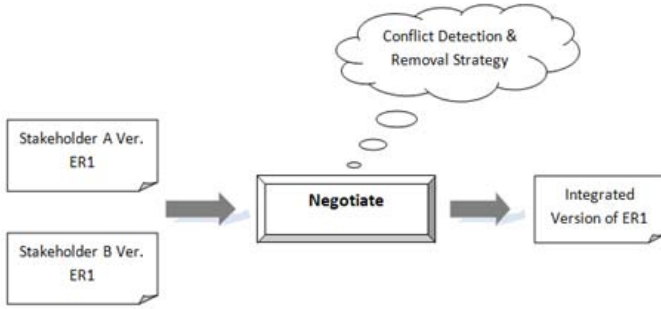 Conflict Detection &
Removal Strategy
Stakeholder A Ver.
ER1
Negotiate
Integrated
Version of ER1
Stakeholder B Ver.
ER1